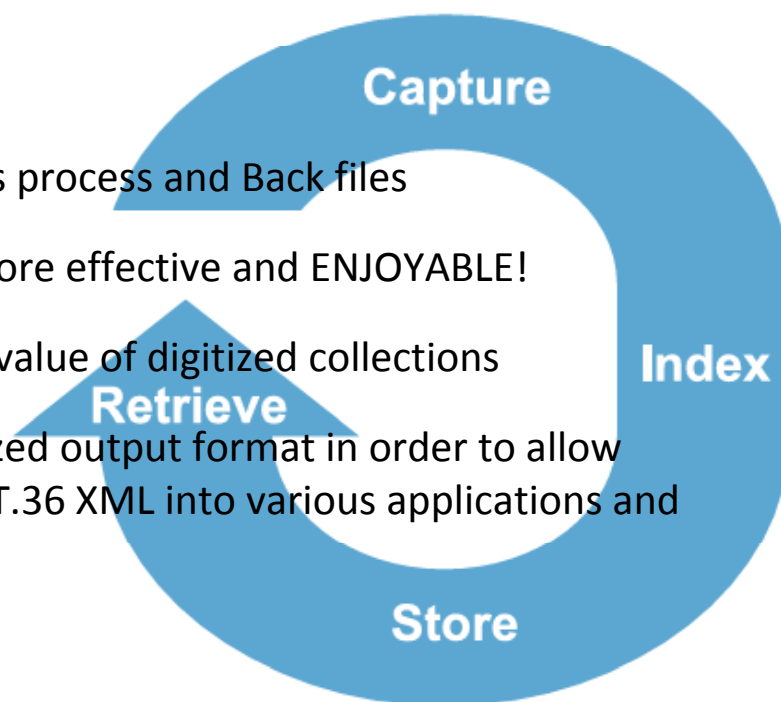 Capture
s process and Back files
ore effective and ENJOYABLE!
value of digitized collections
Index
Retrieve
zed output format in order to allow
T.36 XML into various applications and
Store